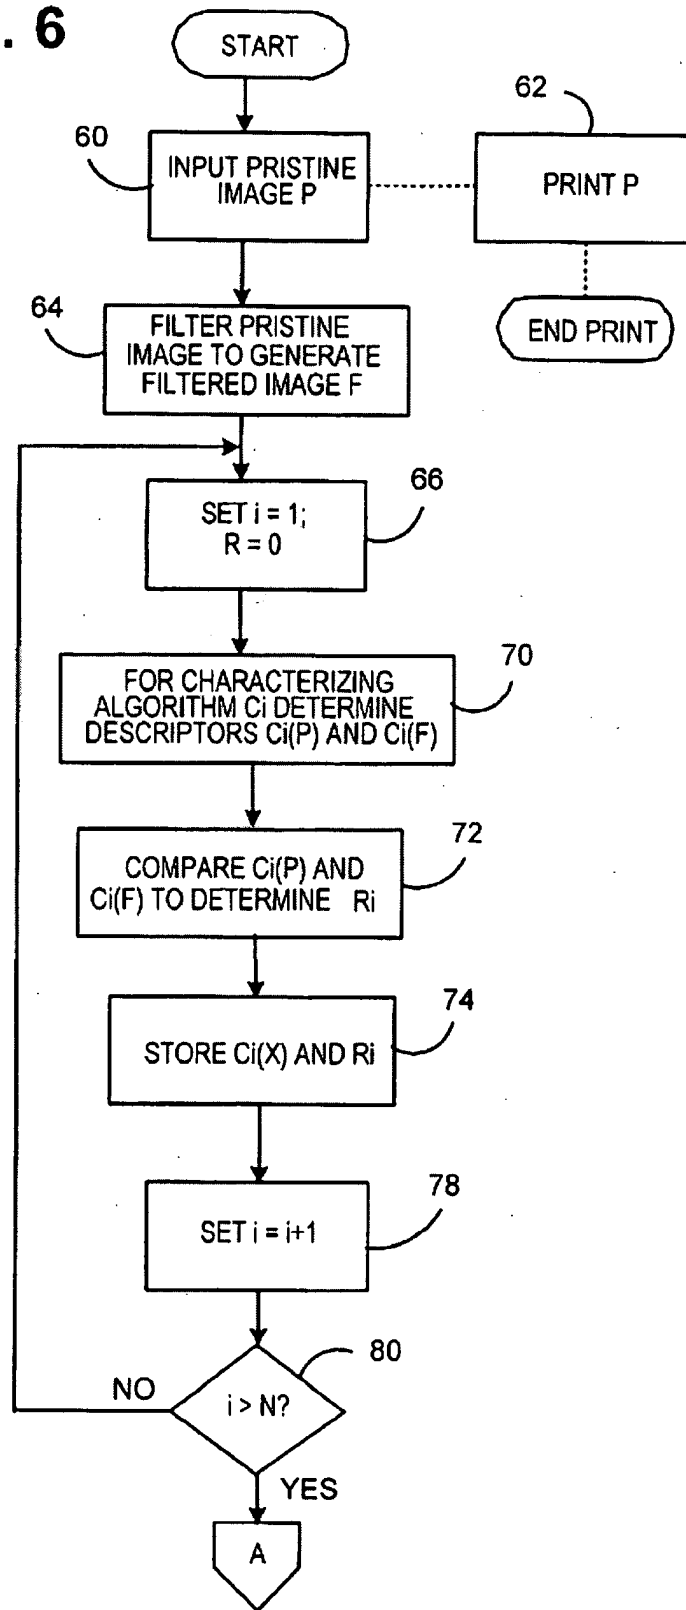 . 6
START
62
60
INPUT PRISTINE
IMAGE P
PRINT P
64
FILTER PRISTINE
IMAGE TO GENERATE
FILTERED IMAGE F
END PRINT
66
SET i = 1;
R = 0
70
FOR CHARACTERIZING
ALGORITHM Ci DETERMINE
DESCRIPTORS Ci(P) AND Ci(F)
72
COMPARE Ci(P) AND
Ci(F) TO DETERMINE Ri
74
STORE Ci(X) AND Ri
78
SET i = i+1
80
NO
i > N?
YES
A